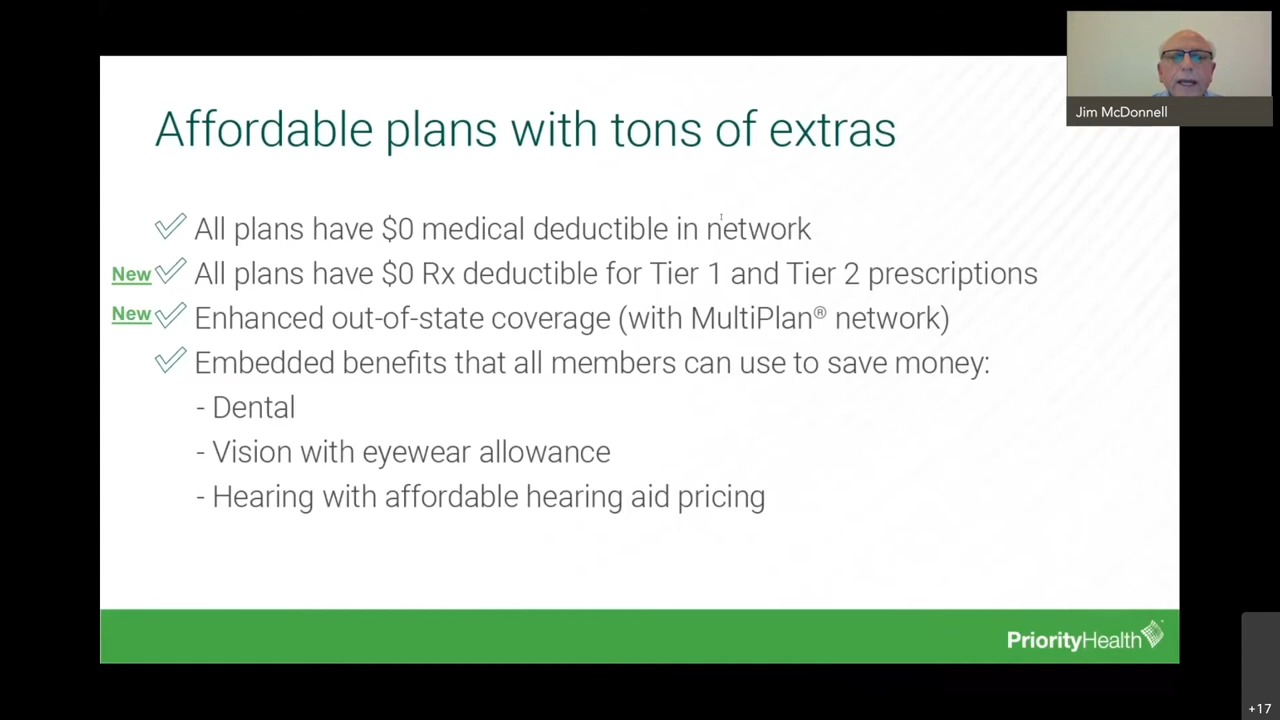 Affordable plans with tons of extras
All plans have $0 medical deductible in network
New All plans have $0 Rx deductible for Tier 1 and Tier 2 prescriptions
New Enhanced out-of-state coverage (with MultiPlan® network)
Embedded benefits that all members can use to save money:
- Dental
- Vision with eyewear allowance
- Hearing with affordable hearing aid pricing
PriorityHealth
Jim McDonnell
+17